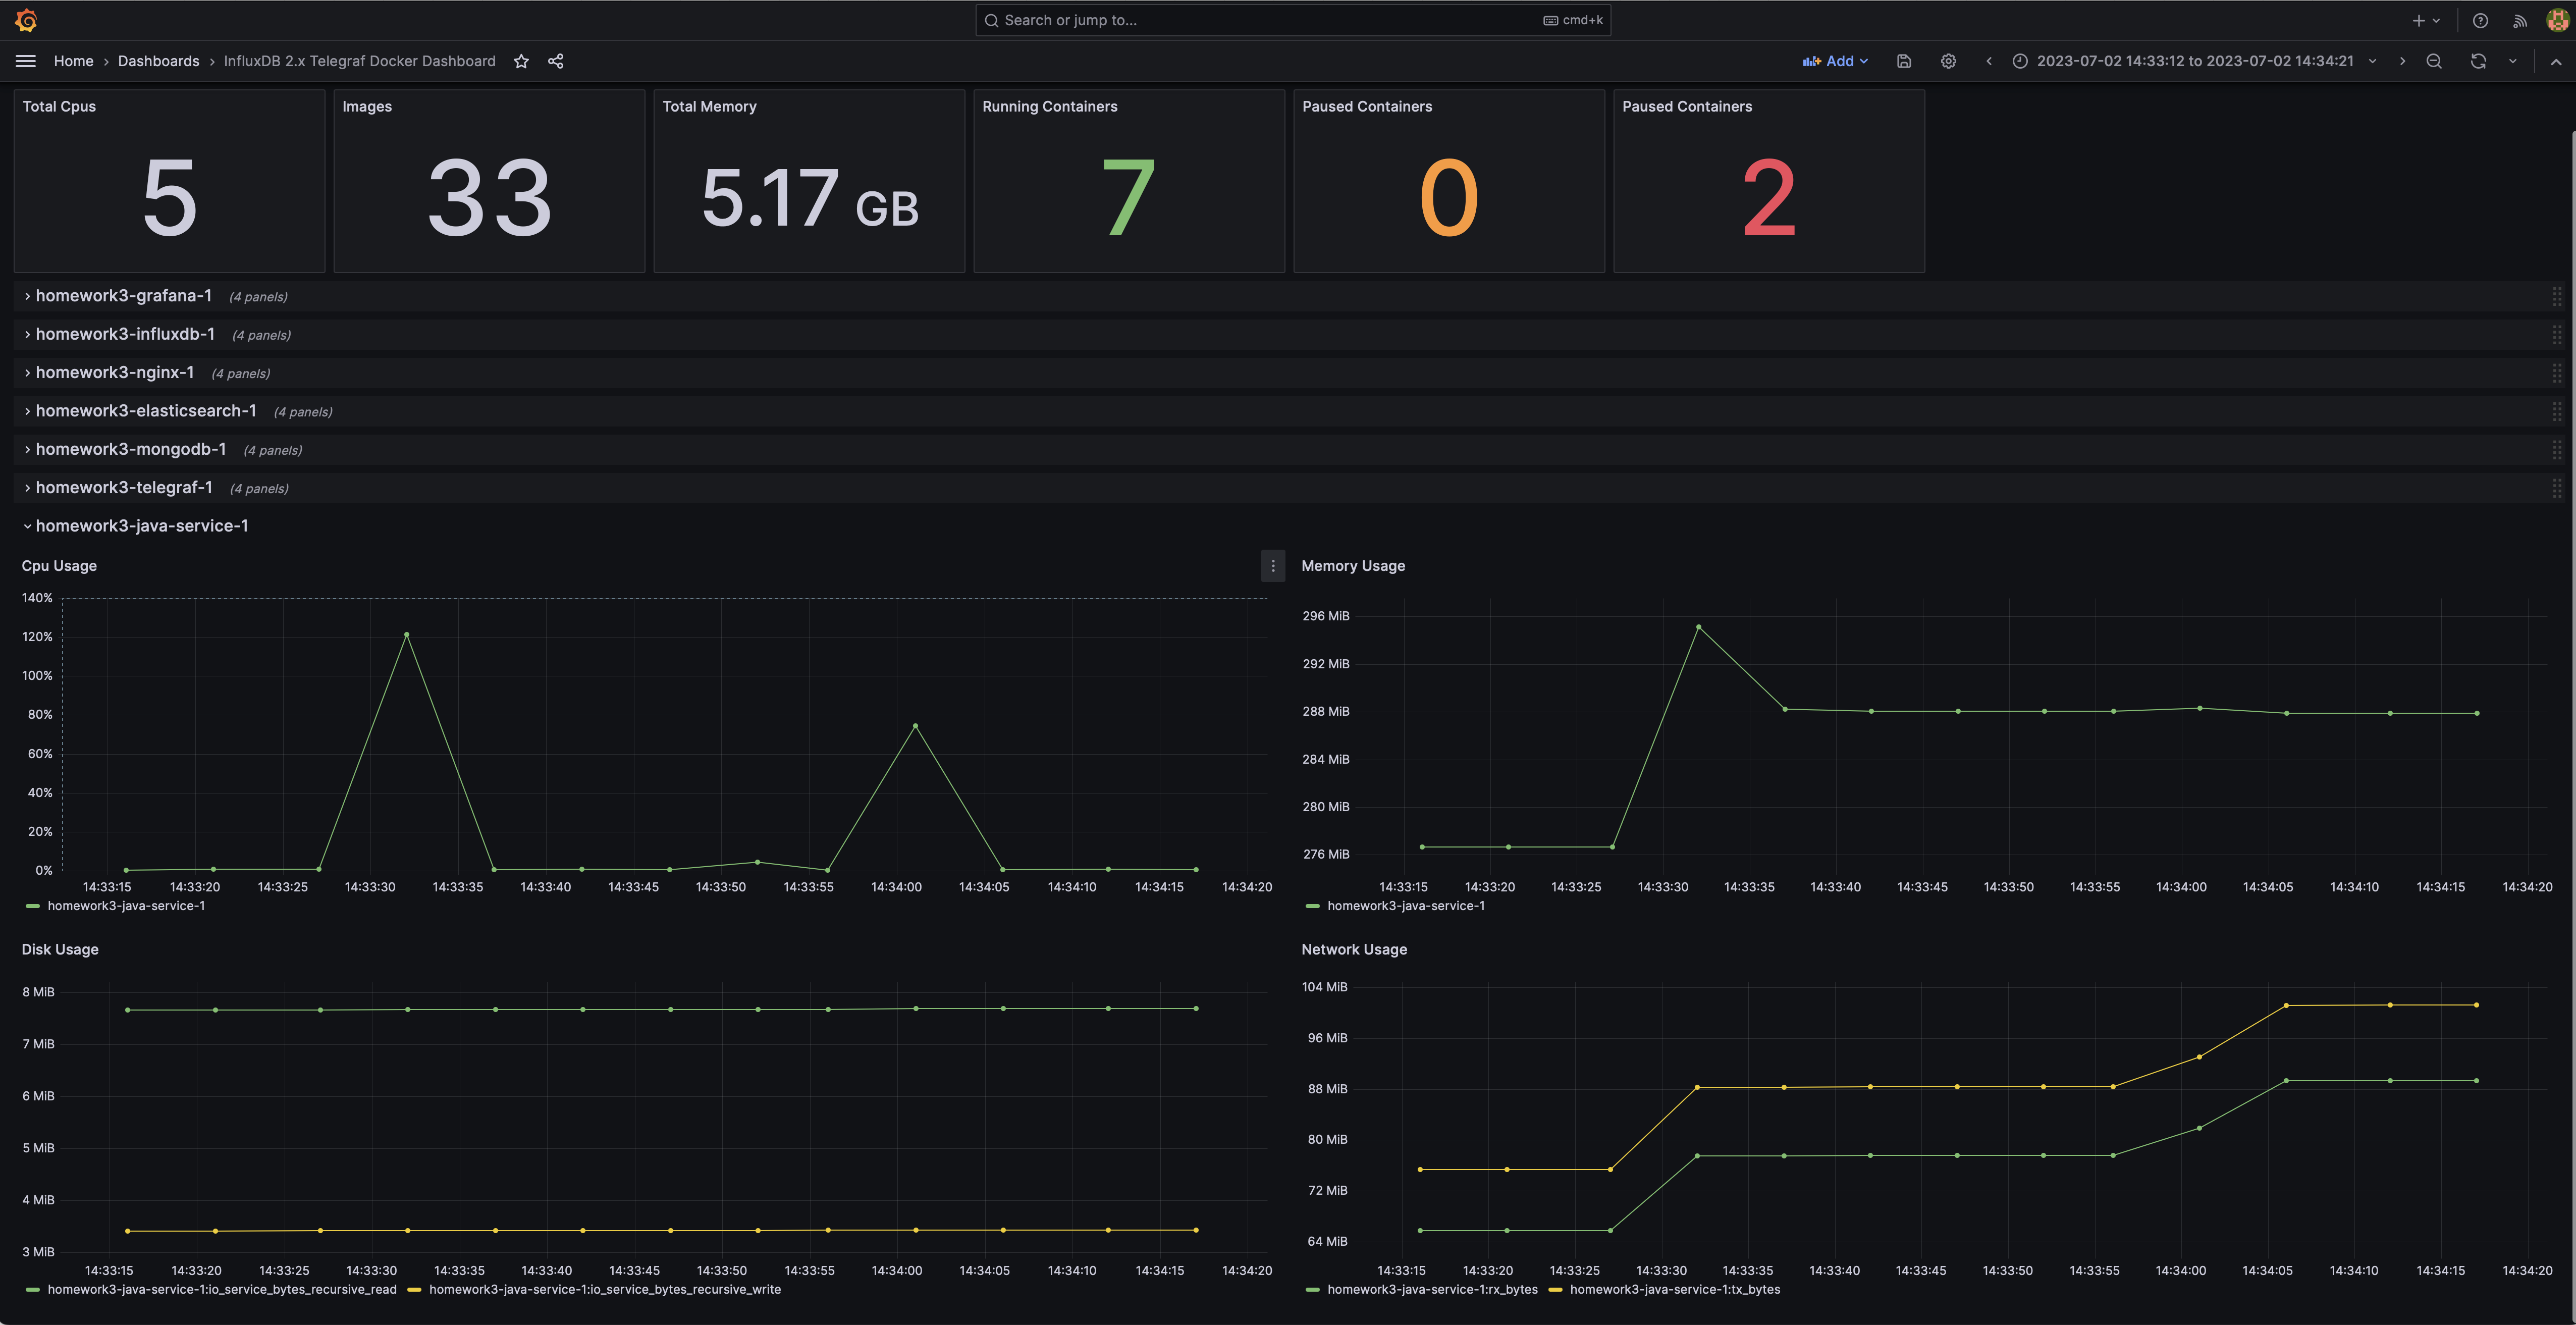 Search or jump to... cmd+k
Home › Dashboards › InfluxDB 2.x Telegraf Docker Dashboard Add 2023-07-02 14:33:12 to 2023-07-02 14:34:21
Total Cpus Images Total Memory Running Containers Paused Containers Paused Containers
5 33 5.17 GB 7 0 2
homework3-grafana-1 (4 panels)
homework3-influxdb-1 (4 panels)
homework3-nginx-1 (4 panels)
homework3-elasticsearch-1 (4 panels)
homework3-mongodb-1 (4 panels)
homework3-telegraf-1 (4 panels)
homework3-java-service-1
Cpu Usage
140%
120%
100%
80%
60%
40%
20%
0%
14:33:15 14:33:20 14:33:25 14:33:30 14:33:35 14:33:40 14:33:45 14:33:50 14:33:55 14:34:00 14:34:05 14:34:10 14:34:15 14:34:20
homework3-java-service-1
Memory Usage
296 MiB
292 MiB
288 MiB
284 MiB
280 MiB
276 MiB
14:33:15 14:33:20 14:33:25 14:33:30 14:33:35 14:33:40 14:33:45 14:33:50 14:33:55 14:34:00 14:34:05 14:34:10 14:34:15 14:34:20
homework3-java-service-1
Disk Usage
8 MiB
7 MiB
6 MiB
5 MiB
4 MiB
3 MiB
14:33:15 14:33:20 14:33:25 14:33:30 14:33:35 14:33:40 14:33:45 14:33:50 14:33:55 14:34:00 14:34:05 14:34:10 14:34:15 14:34:20
homework3-java-service-1:io_service_bytes_recursive_read homework3-java-service-1:io_service_bytes_recursive_write
Network Usage
104 MiB
96 MiB
88 MiB
80 MiB
72 MiB
64 MiB
14:33:15 14:33:20 14:33:25 14:33:30 14:33:35 14:33:40 14:33:45 14:33:50 14:33:55 14:34:00 14:34:05 14:34:10 14:34:15 14:34:20
homework3-java-service-1:rx_bytes homework3-java-service-1:tx_bytes